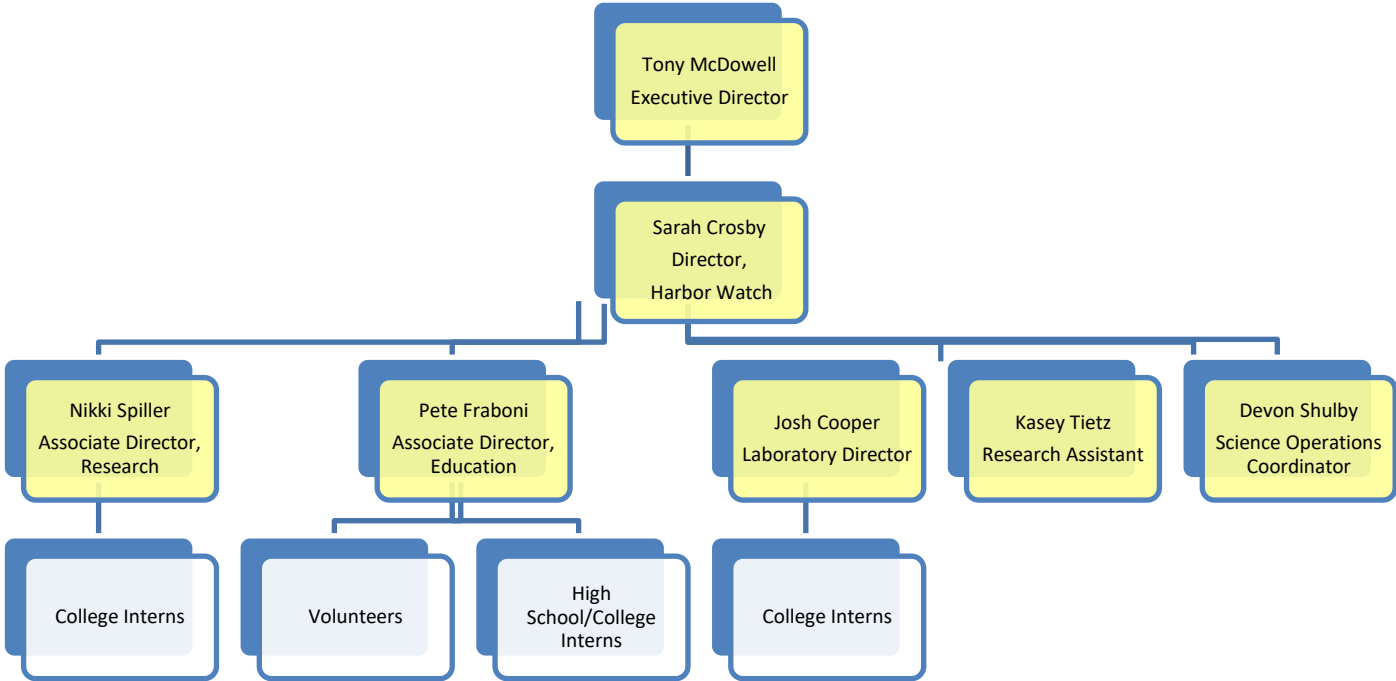 Tony McDowell
Executive Director
Sarah Crosby
Director,
Harbor Watch
Nikki Spiller
Associate Director,
Research
Pete Fraboni
Associate Director,
Education
Josh Cooper
Laboratory Director
Kasey Tietz
Research Assistant
Devon Shulby
Science Operations
Coordinator
College Interns
Volunteers
High
School/College
Interns
College Interns